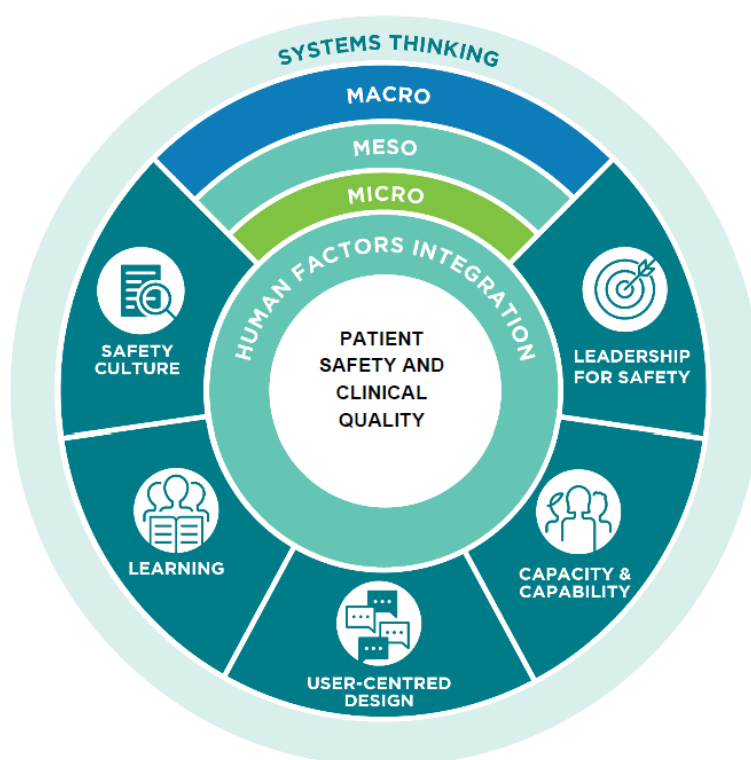 SYSTEMS THINKING
MACRO
MESO
MICRO
HUMAN FACTORS INTEGRATION
PATIENT
SAFETY AND
CLINICAL
QUALITY
SAFETY
CULTURE
LEADERSHIP
FOR SAFETY
LEARNING
CAPACITY &
CAPABILITY
USER-CENTRED
DESIGN